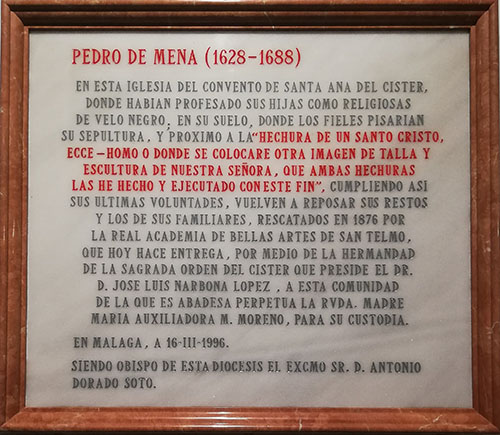 PEDRO DE MENA (1628-1688)
EN ESTA IGLESIA DEL CONVENTO DE SANTA ANA DEL CISTER,
DONDE HABIAN PROFESADO SUS HIJAS COMO RELIGIOSAS
DE VELO NEGRO, EN SU SUELO, DONDE LOS FIELES PISARIAN
SU SEPULTURA, Y PROXIMO A LA "HECHURA DE UN SANTO CRISTO,
ECCE-HOMO O DONDE SE COLOCARE OTRA IMAGEN DE TALLA Y
ESCULTURA DE NUESTRA SEÑORA, QUE AMBAS HECHURAS
LAS HE HECHO Y EJECUTADO CON ESTE FIN", CUMPLIENDO ASI
SUS ULTIMAS VOLUNTADES, VUELVEN A REPOSAR SUS RESTOS
Y LOS DE SUS FAMILIARES, RESCATADOS EN 1876 POR
LA REAL ACADEMIA DE BELLAS ARTES DE SAN TELMO,
QUE HOY HACE ENTREGA, POR MEDIO DE LA HERMANDAD
DE LA SAGRADA ORDEN DEL CISTER QUE PRESIDE EL DR.
D. JOSE LUIS NARBONA LOPEZ , A ESTA COMUNIDAD
DE LA QUE ES ABADESA PERPETUA LA RVDA. MADRE
MARIA AUXILIADORA M. MORENO, PARA SU CUSTODIA.
EN MALAGA, A 16-III-1996.
SIENDO OBISPO DE ESTA DIOCESIS EL EXCMO SR. D. ANTONIO
DORADO SOTO.